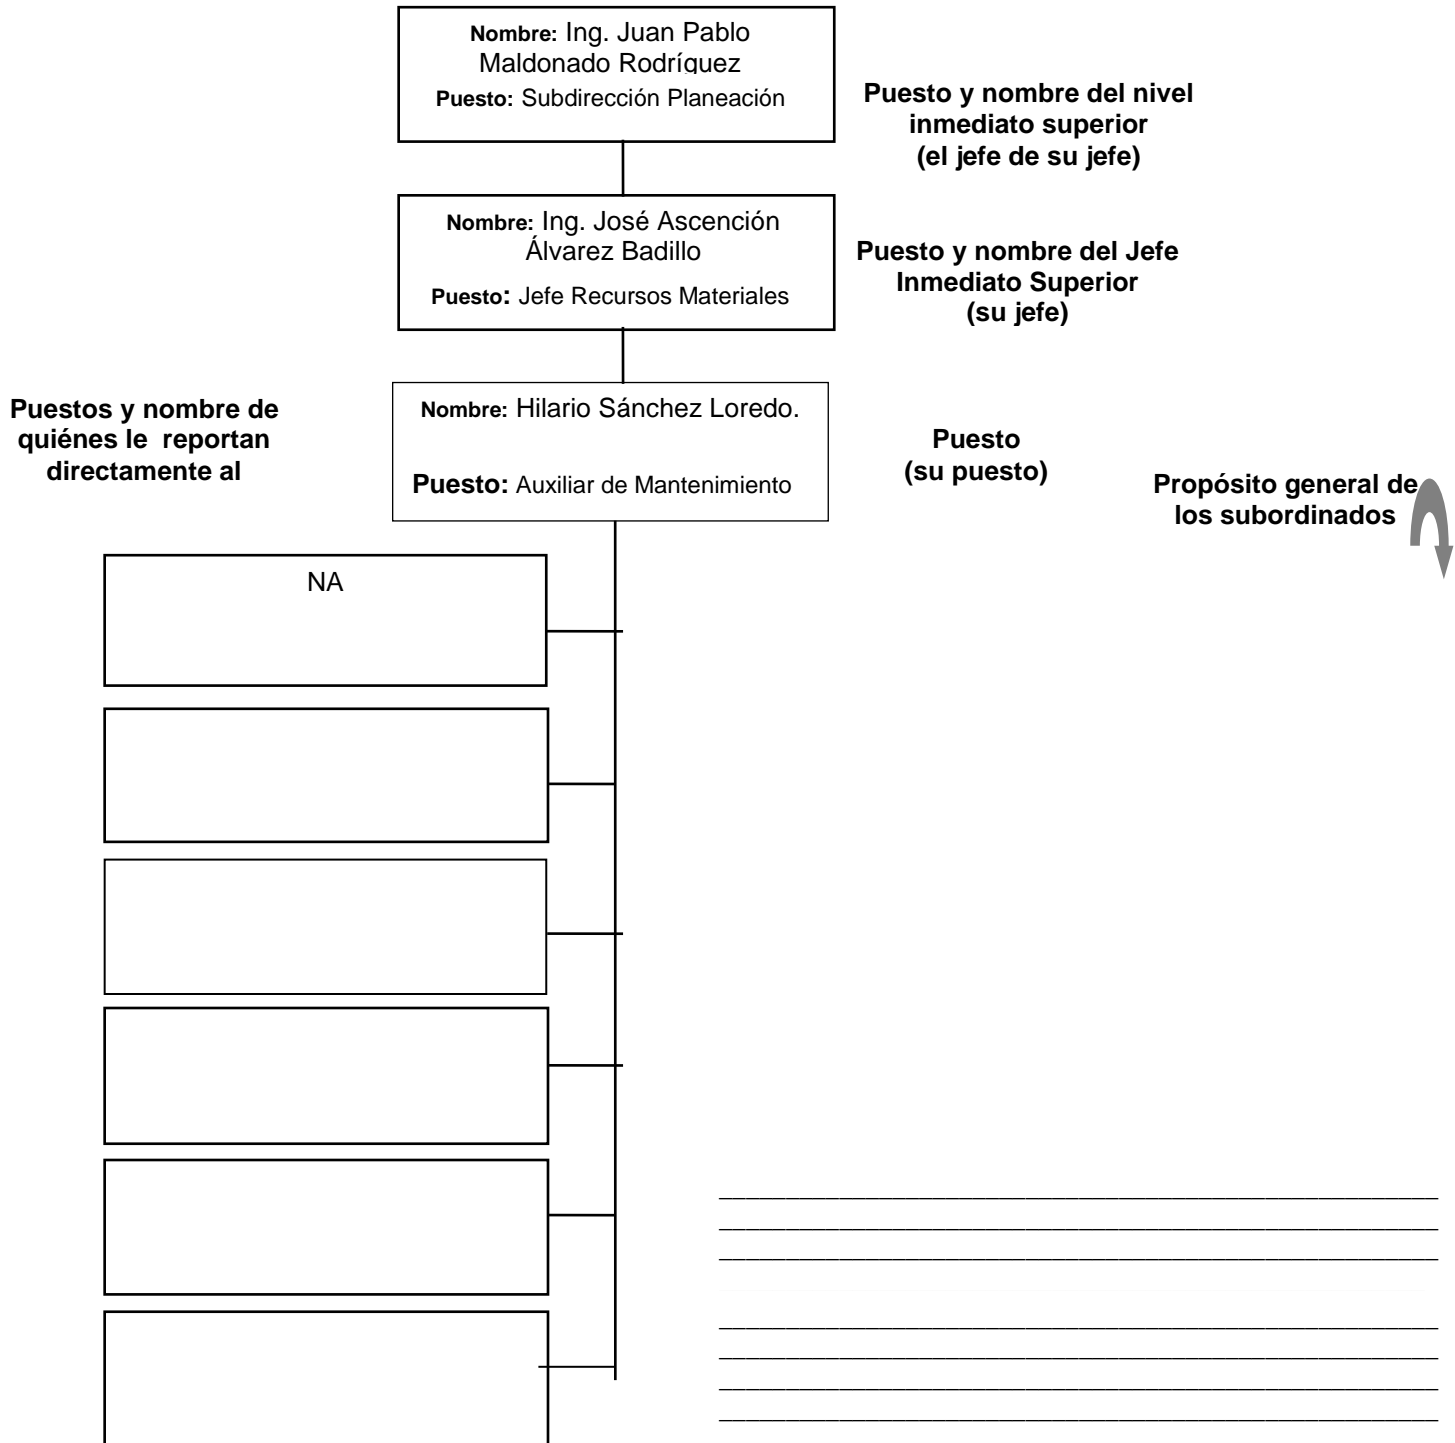 Nombre: Ing. Juan Pablo
Maldonado Rodríguez
Puesto: Subdirección Planeación
Puesto y nombre del nivel
inmediato superior
(el jefe de su jefe)
Nombre: Ing. José Ascención
Álvarez Badillo
Puesto: Jefe Recursos Materiales
Puesto y nombre del Jefe
Inmediato Superior
(su jefe)
Puestos y nombre de
quiénes le reportan
directamente al
Nombre: Hilario Sánchez Loredo.
Puesto: Auxiliar de Mantenimiento
Puesto
(su puesto)
Propósito general de
los subordinados
NA